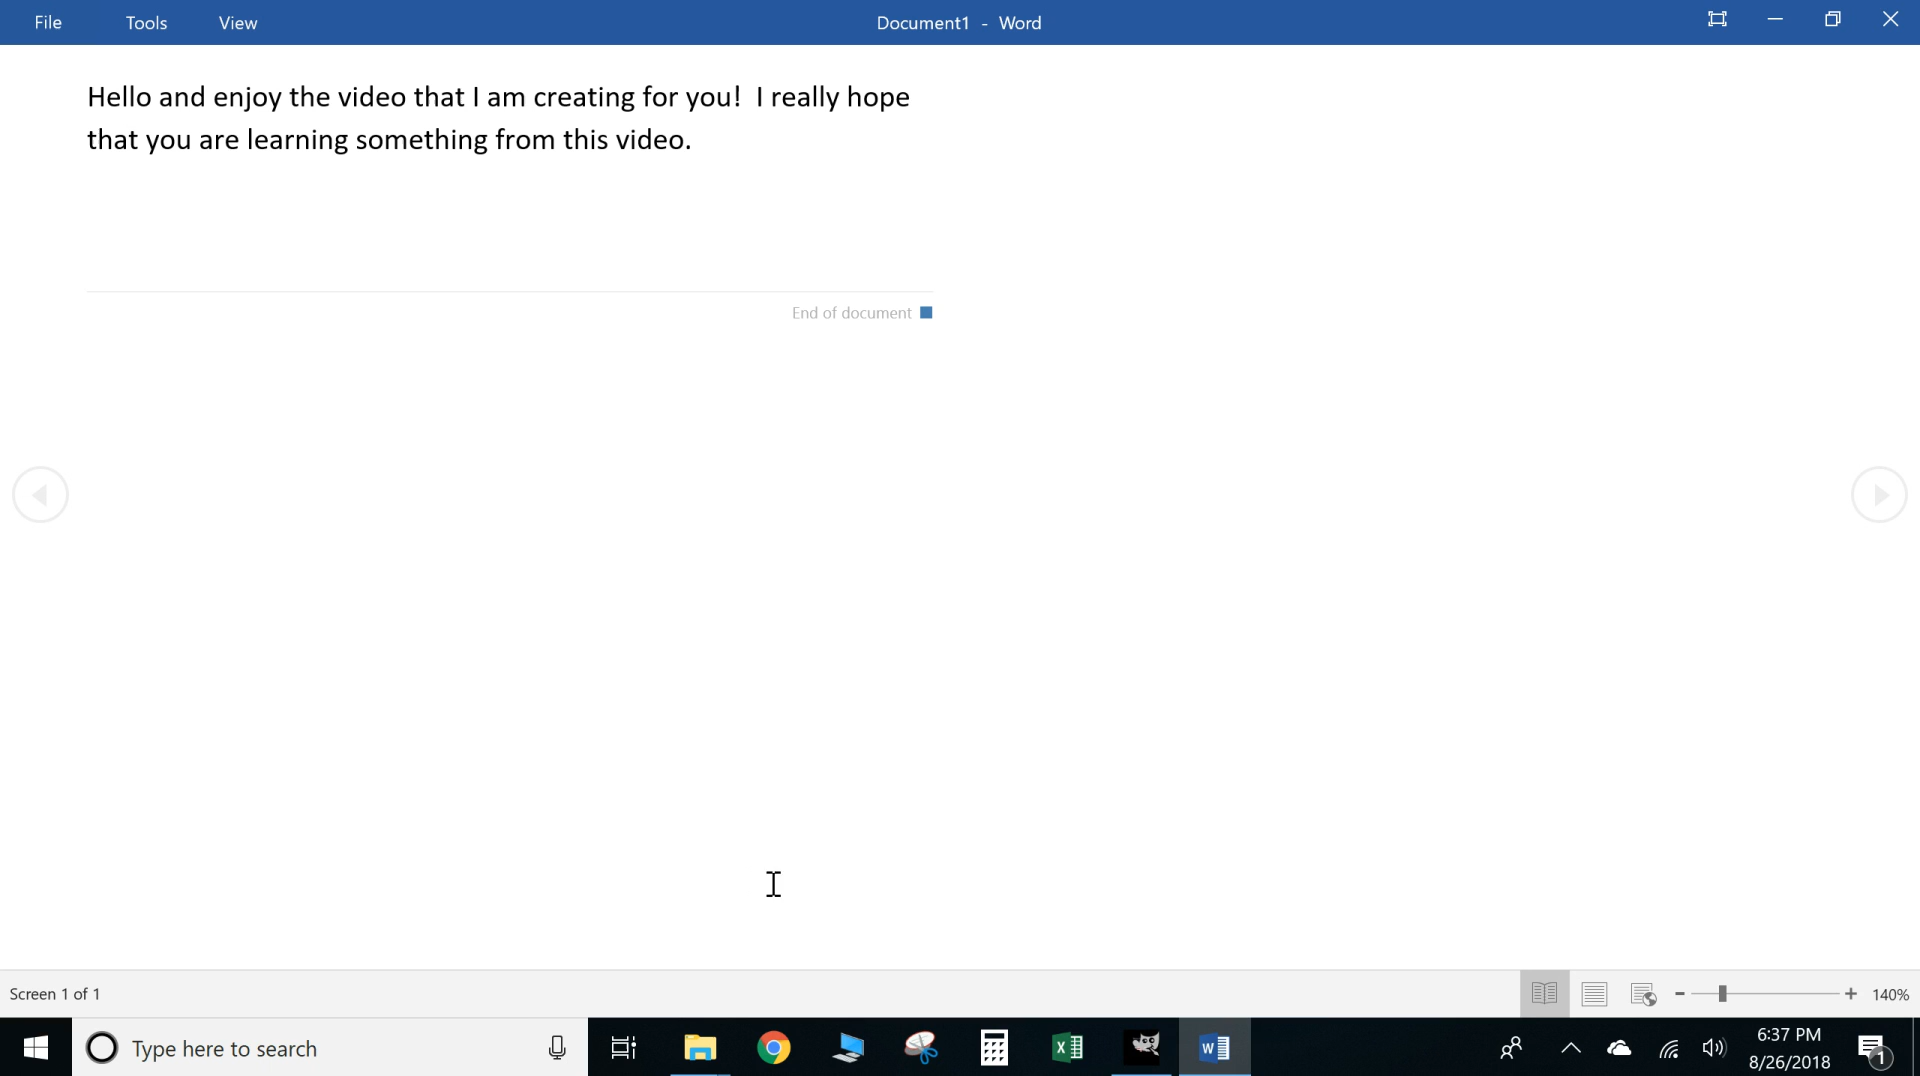 File Tools View Document1 - Word
Hello and enjoy the video that I am creating for you!  I really hope
that you are learning something from this video.
End of document
Screen 1 of 1
140%
Type here to search
6:37 PM
8/26/2018
1